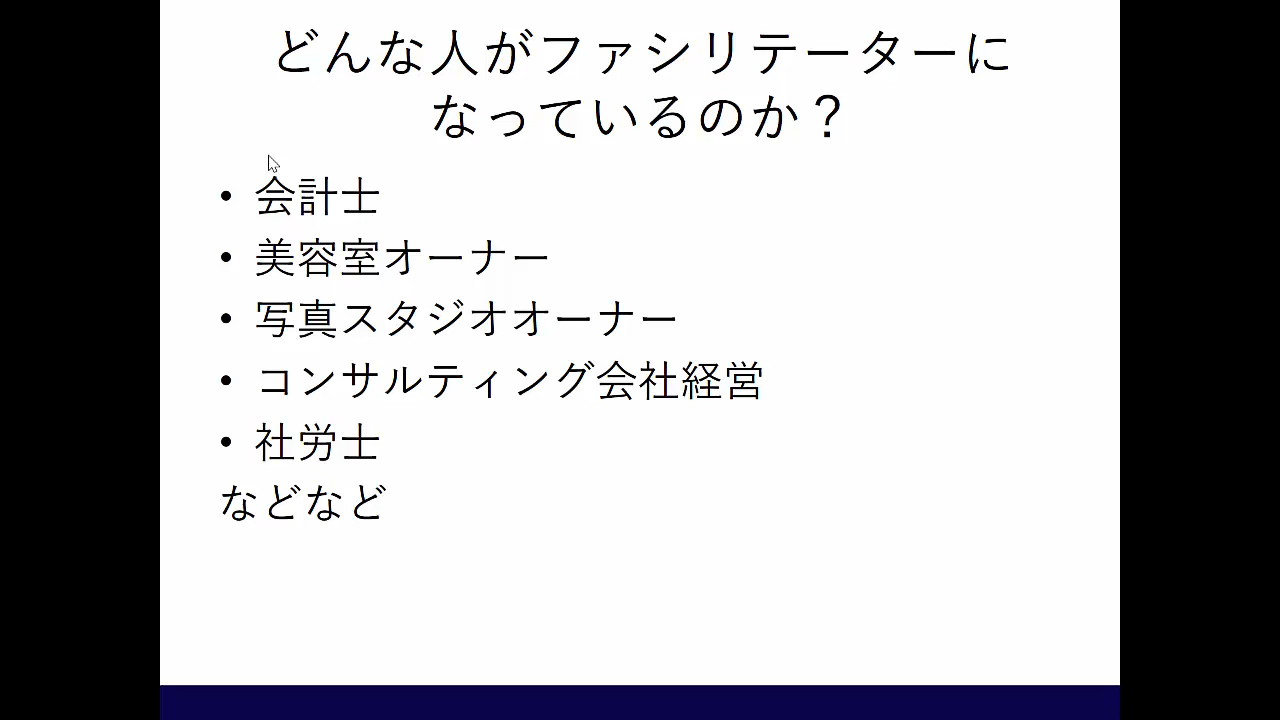 どんな人がファシリテーターに
なっているのか？
• 会計士
• 美容室オーナー
• 写真スタジオオーナー
• コンサルティング会社経営
• 社労士
などなど